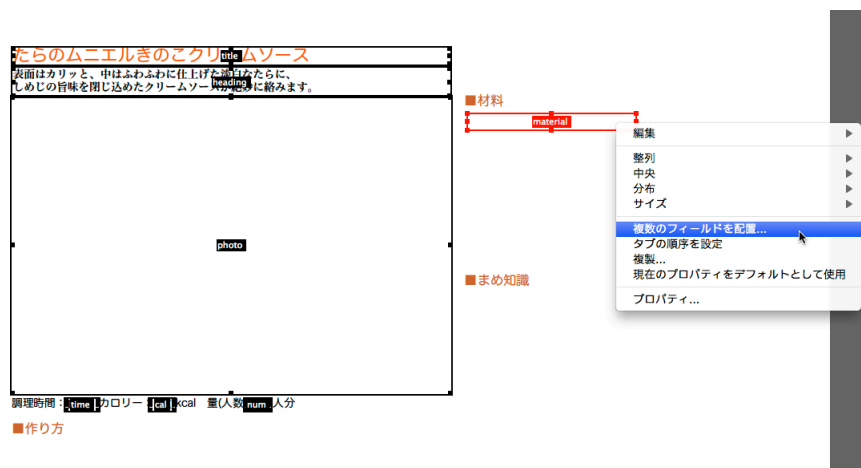 たらのムニエルきのこクリームソース
title
表面はカリッと、中はふわふわに仕上げた淡白なたらに、
heading
しめじの旨味を閉じ込めたクリームソースが絶妙に絡みます。
photo
調理時間：time カロリー：cal kcal 量(人数 num 人分
■作り方
■材料
material
■まめ知識
編集
整列
中央
分布
サイズ
複数のフィールドを配置...
タブの順序を設定
複製...
現在のプロパティをデフォルトとして使用
プロパティ...